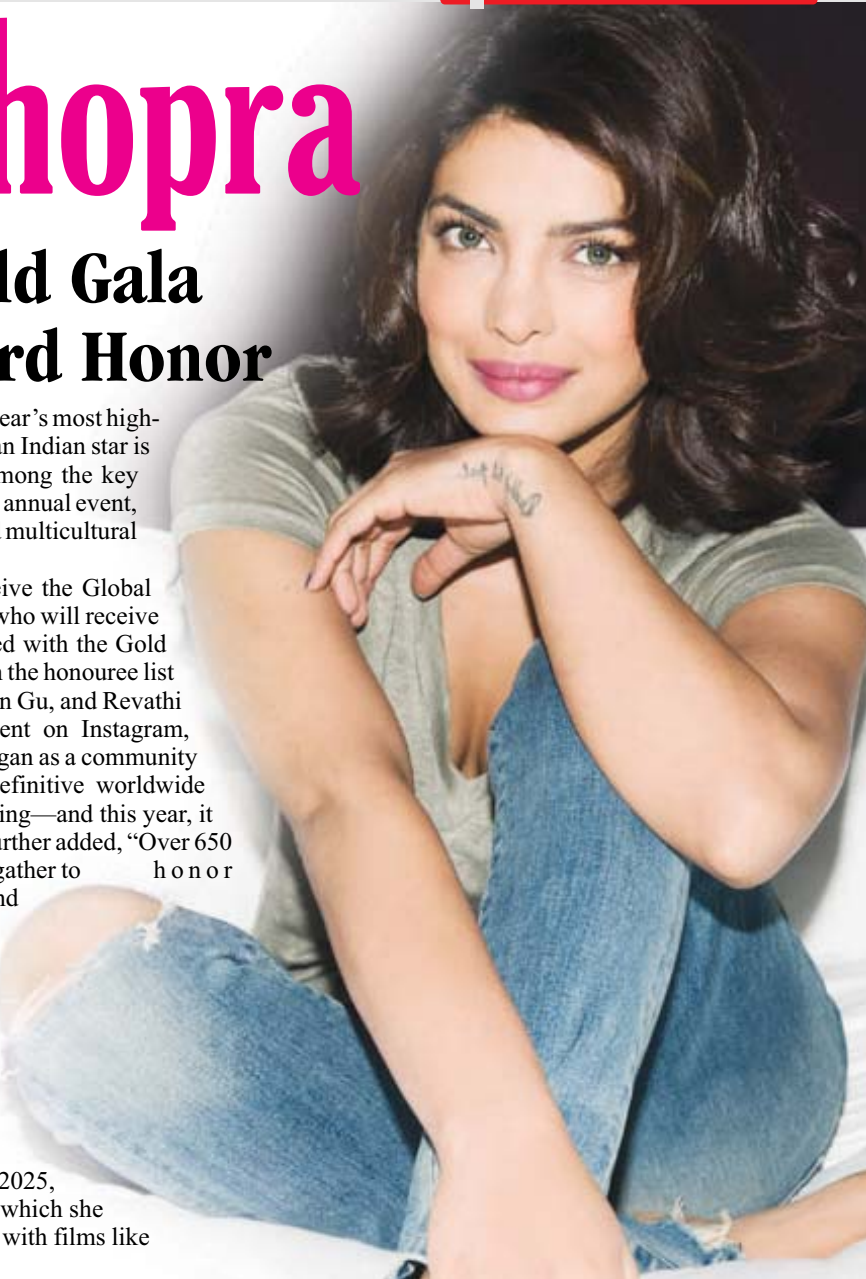 hopra
ld Gala
rd Honor
ear’s most high-
an Indian star is
mong the key
annual event,
multicultural
eive the Global
who will receive
ed with the Gold
the honouree list
n Gu, and Revathi
ent on Instagram,
gan as a community
efinitive worldwide
ing—and this year, it
urther added, “Over 650
gather to honor
nd
2025,
which she
with films like